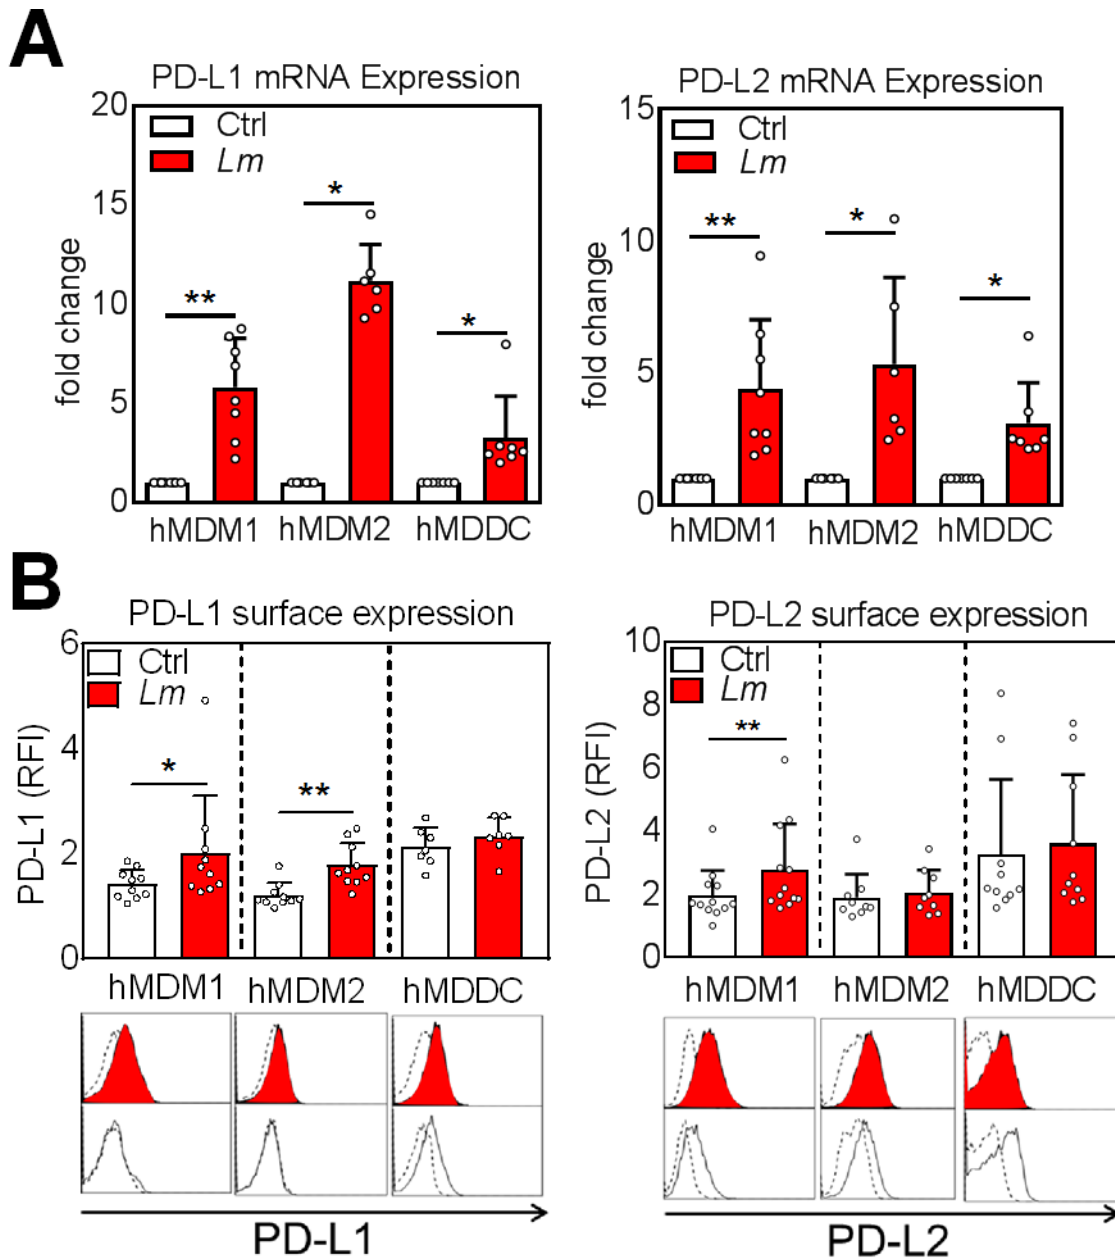 A
PD-L1 mRNA Expression
20
15
10
5
0
fold change
Ctrl
Lm
**
*
*
hMDM1 hMDM2 hMDDC
PD-L2 mRNA Expression
15
10
5
0
fold change
Ctrl
Lm
**
*
*
hMDM1 hMDM2 hMDDC
B
PD-L1 surface expression
6
4
2
0
PD-L1 (RFI)
Ctrl
Lm
*
**
hMDM1 hMDM2 hMDDC
PD-L1
PD-L2 surface expression
10
8
6
4
2
0
PD-L2 (RFI)
Ctrl
Lm
**
hMDM1 hMDM2 hMDDC
PD-L2